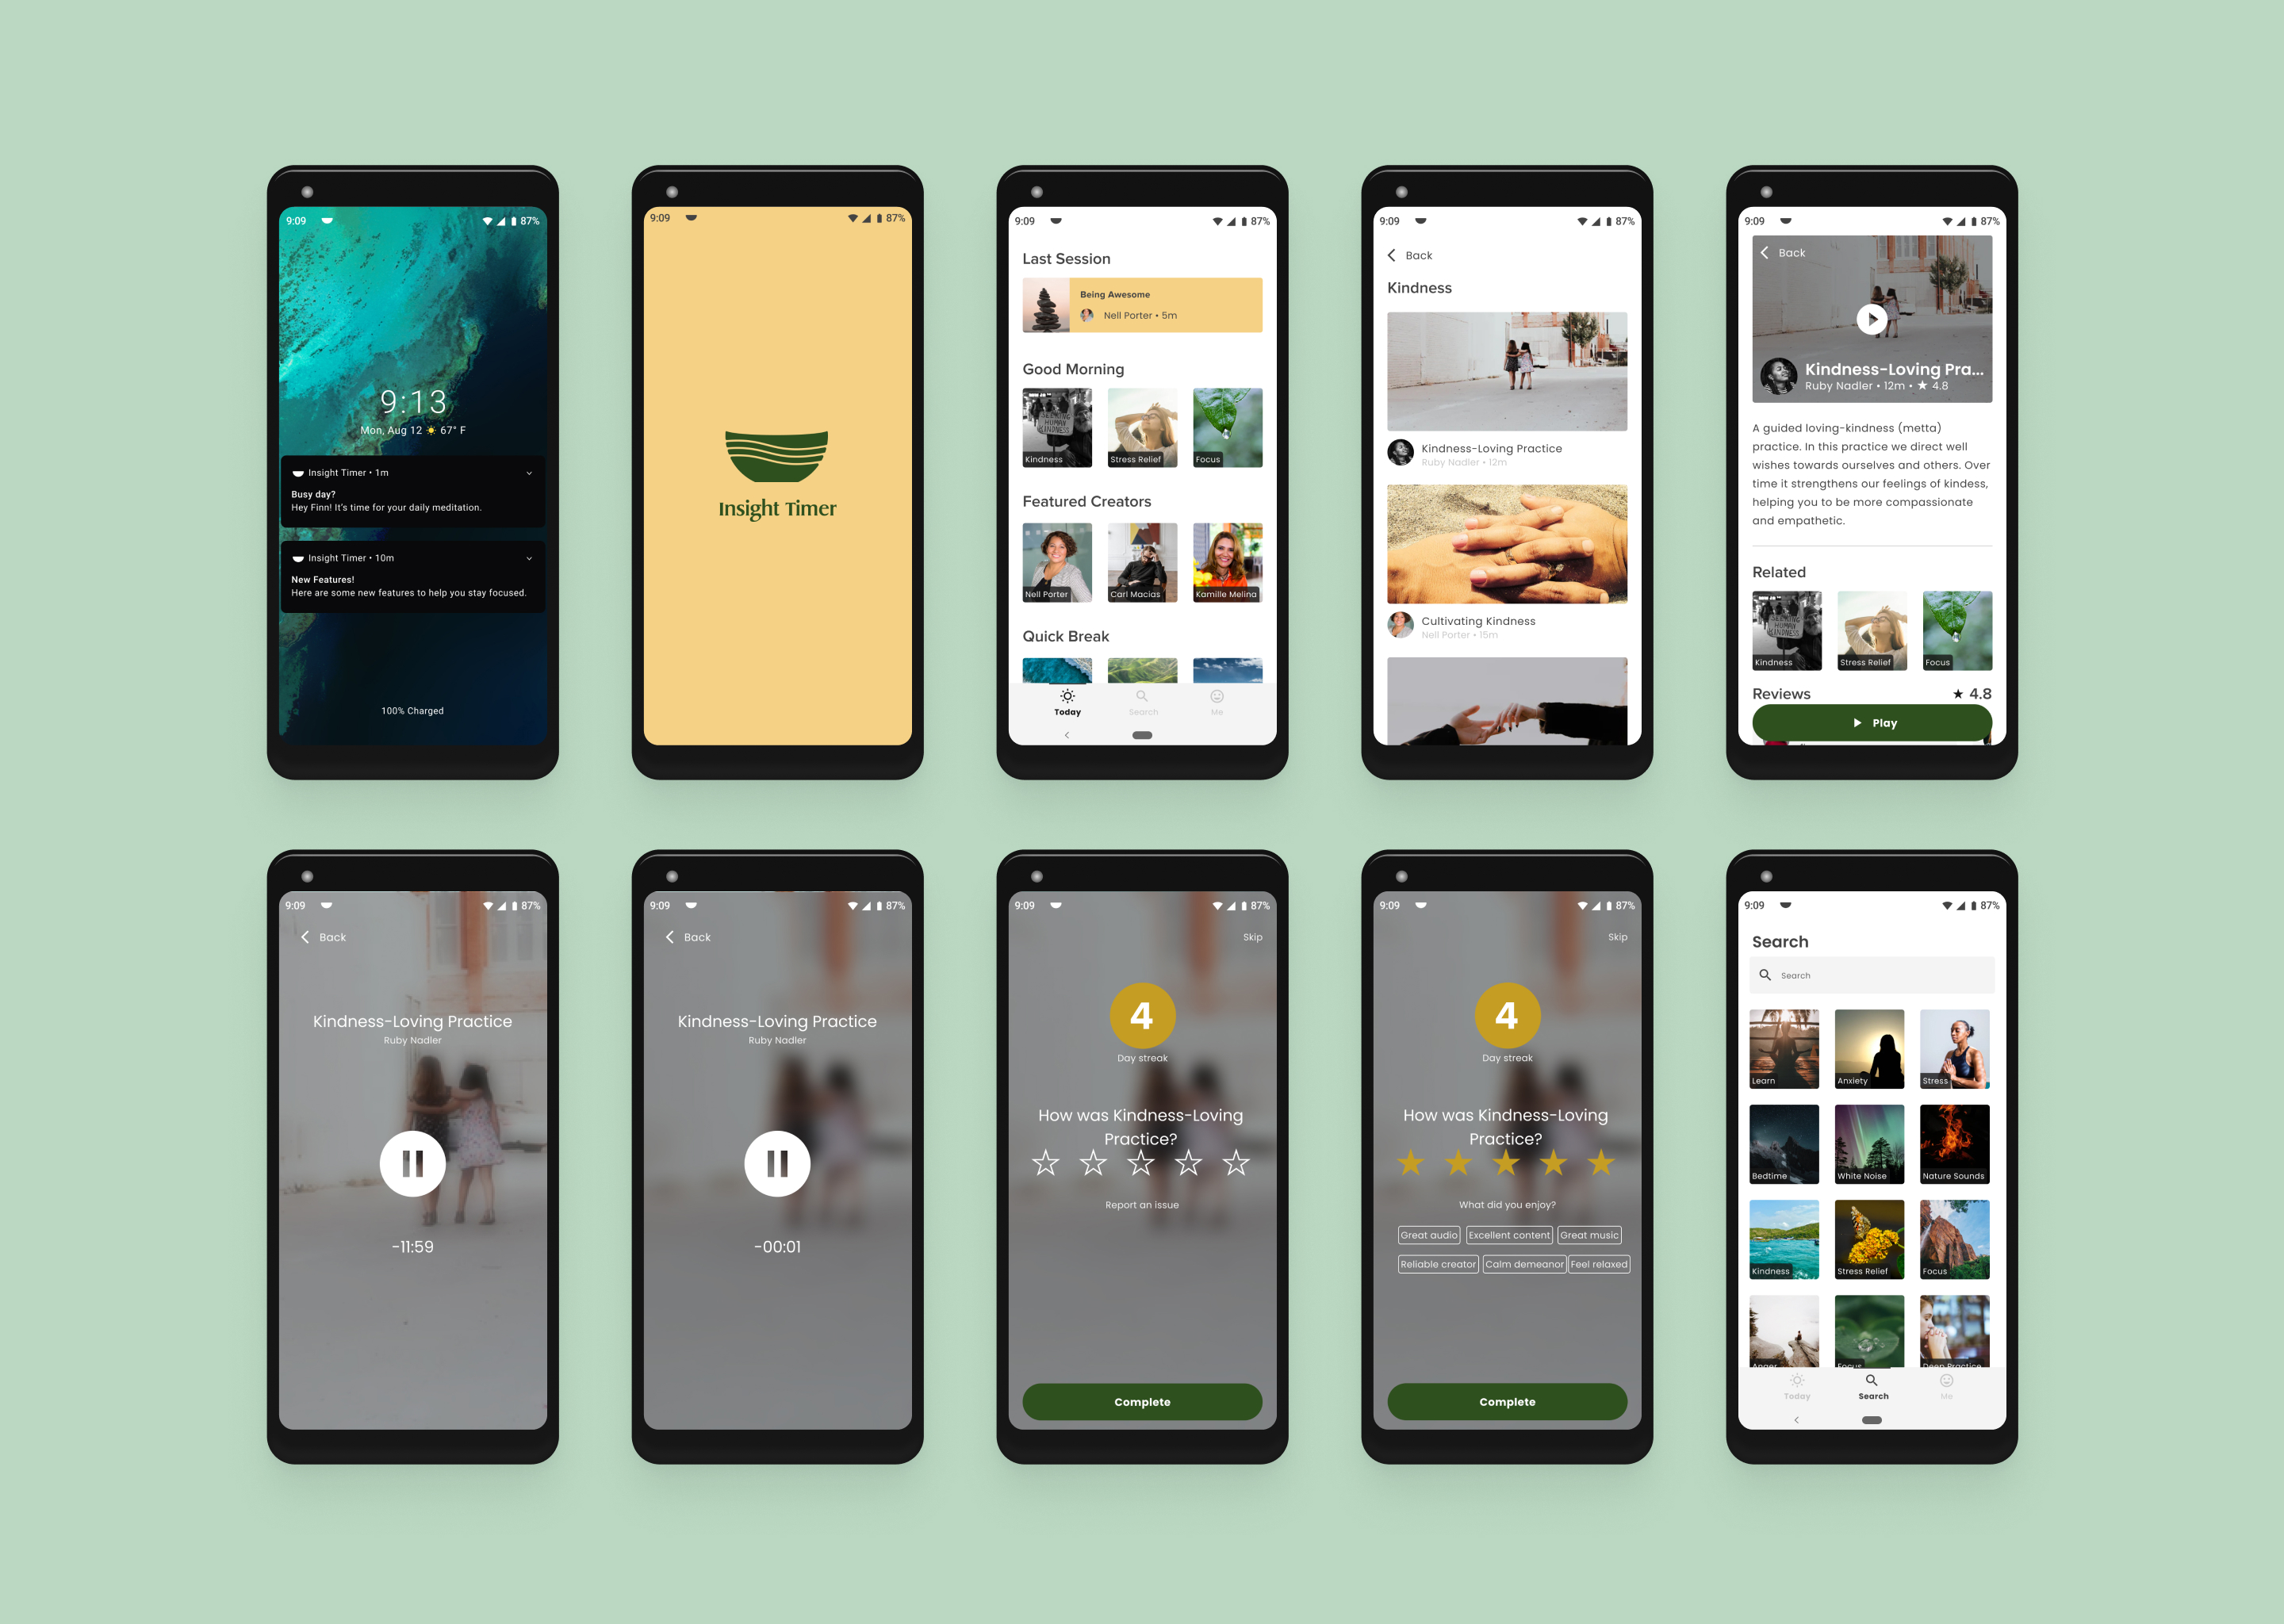 9:09
87%
9:13
Mon, Aug 12 67° F
Insight Timer • 1m
Busy day?
Hey Finn! It's time for your daily meditation.
Insight Timer • 10m
New Features!
Here are some new features to help you stay focused.
100% Charged
9:09
87%
Insight Timer
9:09
87%
Last Session
Being Awesome
Nell Porter • 5m
Good Morning
SEEKING HUMAN KINDNESS
Kindness
Stress Relief
Focus
Featured Creators
Nell Porter
Carl Macias
Kamille Melina
Quick Break
Today
Search
Me
9:09
87%
Back
Kindness
Kindness-Loving Practice
Ruby Nadler • 12m
Cultivating Kindness
Nell Porter • 15m
9:09
87%
Back
Kindness-Loving Pra...
Ruby Nadler • 12m • ★ 4.8
A guided loving-kindness (metta)
practice. In this practice we direct well
wishes towards ourselves and others. Over
time it strengthens our feelings of kindess,
helping you to be more compassionate
and empathetic.
Related
SEEKING HUMAN KINDNESS
Kindness
Stress Relief
Focus
Reviews
★ 4.8
Play
9:09
87%
Back
Kindness-Loving Practice
Ruby Nadler
-11:59
9:09
87%
Back
Kindness-Loving Practice
Ruby Nadler
-00:01
9:09
87%
Skip
4
Day streak
How was Kindness-Loving
Practice?
Report an issue
Complete
9:09
87%
Skip
4
Day streak
How was Kindness-Loving
Practice?
What did you enjoy?
Great audio
Excellent content
Great music
Reliable creator
Calm demeanor
Feel relaxed
Complete
9:09
87%
Search
Search
Learn
Anxiety
Stress
Bedtime
White Noise
Nature Sounds
Kindness
Stress Relief
Focus
Anger
Focus
Deep Practice
Today
Search
Me